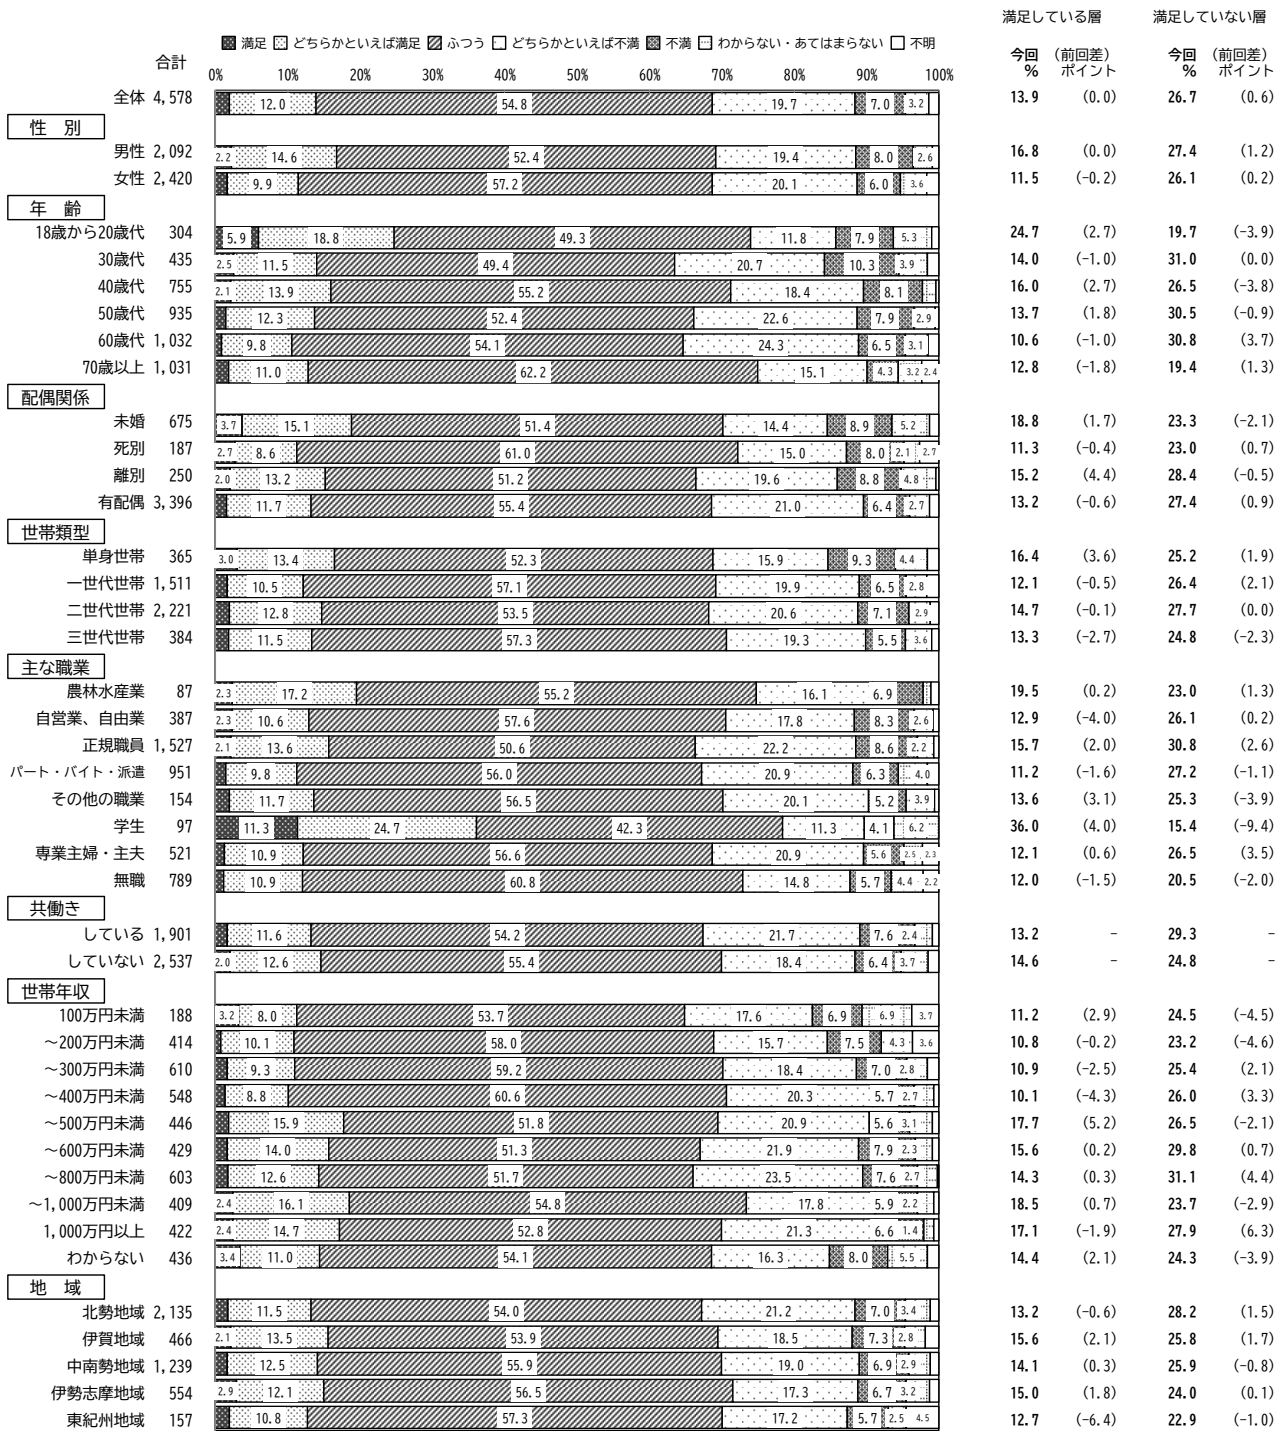 満足している層 満足していない層
満足 どちらかといえば満足 ふつう どちらかといえば不満 不満 わからない・あてはまらない 不明
合計 今回 (前回差) 今回 (前回差)
0% 10% 20% 30% 40% 50% 60% 70% 80% 90% 100% % ポイント % ポイント
全体 4,578 12.0 54.8 19.7 7.0 3.2 13.9 (0.0) 26.7 (0.6)
性 別
男性 2,092 2.2 14.6 52.4 19.4 8.0 2.6 16.8 (0.0) 27.4 (1.2)
女性 2,420 9.9 57.2 20.1 6.0 3.6 11.5 (-0.2) 26.1 (0.2)
年 齢
18歳から20歳代 304 5.9 18.8 49.3 11.8 7.9 5.3 24.7 (2.7) 19.7 (-3.9)
30歳代 435 2.5 11.5 49.4 20.7 10.3 3.9 14.0 (-1.0) 31.0 (0.0)
40歳代 755 2.1 13.9 55.2 18.4 8.1 16.0 (2.7) 26.5 (-3.8)
50歳代 935 12.3 52.4 22.6 7.9 2.9 13.7 (1.8) 30.5 (-0.9)
60歳代 1,032 9.8 54.1 24.3 6.5 3.1 10.6 (-1.0) 30.8 (3.7)
70歳以上 1,031 11.0 62.2 15.1 4.3 3.2 2.4 12.8 (-1.8) 19.4 (1.3)
配偶関係
未婚 675 3.7 15.1 51.4 14.4 8.9 5.2 18.8 (1.7) 23.3 (-2.1)
死別 187 2.7 8.6 61.0 15.0 8.0 2.1 2.7 11.3 (-0.4) 23.0 (0.7)
離別 250 2.0 13.2 51.2 19.6 8.8 4.8 15.2 (4.4) 28.4 (-0.5)
有配偶 3,396 11.7 55.4 21.0 6.4 2.7 13.2 (-0.6) 27.4 (0.9)
世帯類型
単身世帯 365 3.0 13.4 52.3 15.9 9.3 4.4 16.4 (3.6) 25.2 (1.9)
一世代世帯 1,511 10.5 57.1 19.9 6.5 2.8 12.1 (-0.5) 26.4 (2.1)
二世代世帯 2,221 12.8 53.5 20.6 7.1 2.9 14.7 (-0.1) 27.7 (0.0)
三世代世帯 384 11.5 57.3 19.3 5.5 3.6 13.3 (-2.7) 24.8 (-2.3)
主な職業
農林水産業 87 2.3 17.2 55.2 16.1 6.9 19.5 (0.2) 23.0 (1.3)
自営業、自由業 387 2.3 10.6 57.6 17.8 8.3 2.6 12.9 (-4.0) 26.1 (0.2)
正規職員 1,527 2.1 13.6 50.6 22.2 8.6 2.2 15.7 (2.0) 30.8 (2.6)
パート・バイト・派遣 951 9.8 56.0 20.9 6.3 4.0 11.2 (-1.6) 27.2 (-1.1)
その他の職業 154 11.7 56.5 20.1 5.2 3.9 13.6 (3.1) 25.3 (-3.9)
学生 97 11.3 24.7 42.3 11.3 4.1 6.2 36.0 (4.0) 15.4 (-9.4)
専業主婦・主夫 521 10.9 56.6 20.9 5.6 2.5 2.3 12.1 (0.6) 26.5 (3.5)
無職 789 10.9 60.8 14.8 5.7 4.4 2.2 12.0 (-1.5) 20.5 (-2.0)
共働き
している 1,901 11.6 54.2 21.7 7.6 2.4 13.2 － 29.3 －
していない 2,537 2.0 12.6 55.4 18.4 6.4 3.7 14.6 － 24.8 －
世帯年収
100万円未満 188 3.2 8.0 53.7 17.6 6.9 6.9 3.7 11.2 (2.9) 24.5 (-4.5)
～200万円未満 414 10.1 58.0 15.7 7.5 4.3 3.6 10.8 (-0.2) 23.2 (-4.6)
～300万円未満 610 9.3 59.2 18.4 7.0 2.8 10.9 (-2.5) 25.4 (2.1)
～400万円未満 548 8.8 60.6 20.3 5.7 2.7 10.1 (-4.3) 26.0 (3.3)
～500万円未満 446 15.9 51.8 20.9 5.6 3.1 17.7 (5.2) 26.5 (-2.1)
～600万円未満 429 14.0 51.3 21.9 7.9 2.3 15.6 (0.2) 29.8 (0.7)
～800万円未満 603 12.6 51.7 23.5 7.6 2.7 14.3 (0.3) 31.1 (4.4)
～1,000万円未満 409 2.4 16.1 54.8 17.8 5.9 2.2 18.5 (0.7) 23.7 (-2.9)
1,000万円以上 422 2.4 14.7 52.8 21.3 6.6 1.4 17.1 (-1.9) 27.9 (6.3)
わからない 436 3.4 11.0 54.1 16.3 8.0 5.5 14.4 (2.1) 24.3 (-3.9)
地 域
北勢地域 2,135 11.5 54.0 21.2 7.0 3.4 13.2 (-0.6) 28.2 (1.5)
伊賀地域 466 2.1 13.5 53.9 18.5 7.3 2.8 15.6 (2.1) 25.8 (1.7)
中南勢地域 1,239 12.5 55.9 19.0 6.9 2.9 14.1 (0.3) 25.9 (-0.8)
伊勢志摩地域 554 2.9 12.1 56.5 17.3 6.7 3.2 15.0 (1.8) 24.0 (0.1)
東紀州地域 157 10.8 57.3 17.2 5.7 2.5 4.5 12.7 (-6.4) 22.9 (-1.0)